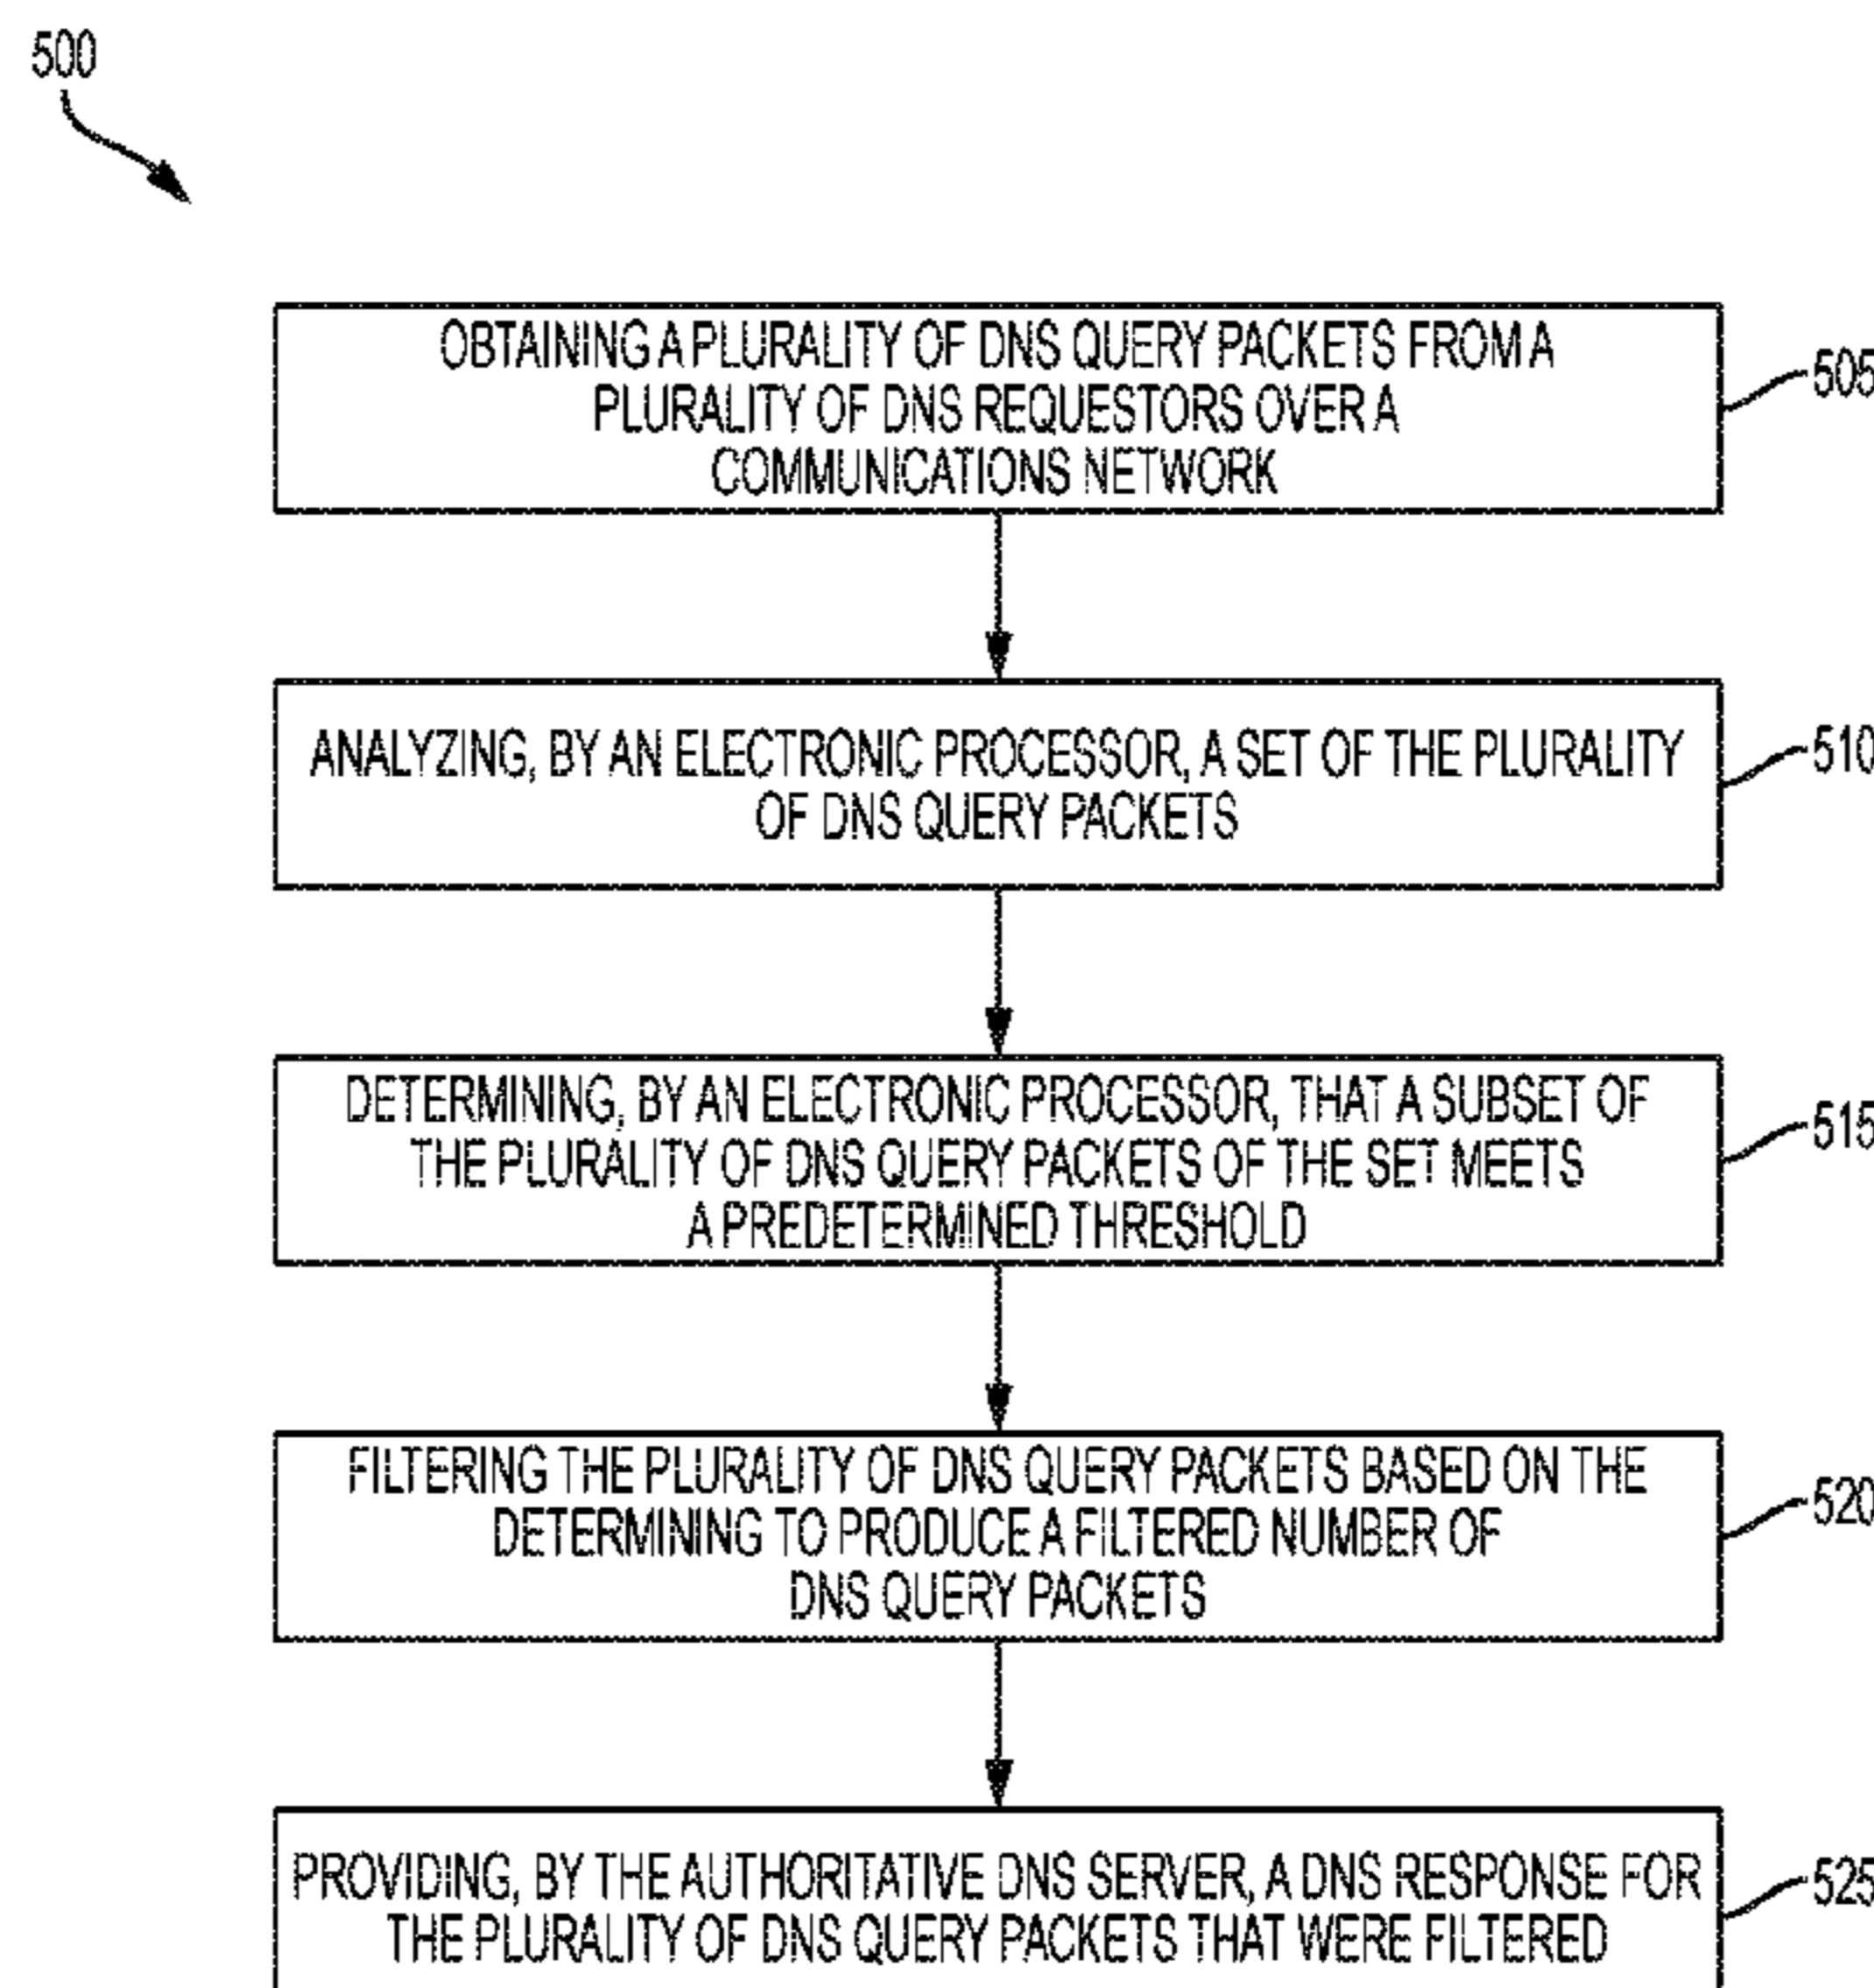 500
OBTAINING A PLURALITY OF DNS QUERY PACKETS FROM A
PLURALITY OF DNS REQUESTORS OVER A
COMMUNICATIONS NETWORK
505
ANALYZING, BY AN ELECTRONIC PROCESSOR, A SET OF THE PLURALITY
OF DNS QUERY PACKETS
510
DETERMINING, BY AN ELECTRONIC PROCESSOR, THAT A SUBSET OF
THE PLURALITY OF DNS QUERY PACKETS OF THE SET MEETS
A PREDETERMINED THRESHOLD
515
FILTERING THE PLURALITY OF DNS QUERY PACKETS BASED ON THE
DETERMINING TO PRODUCE A FILTERED NUMBER OF
DNS QUERY PACKETS
520
PROVIDING, BY THE AUTHORITATIVE DNS SERVER, A DNS RESPONSE FOR
THE PLURALITY OF DNS QUERY PACKETS THAT WERE FILTERED
525